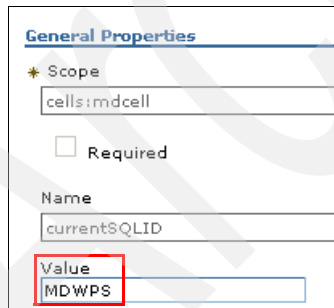 General Properties
* Scope
cells:mdcell
Required
Name
currentSQLID
Value
MDWPS